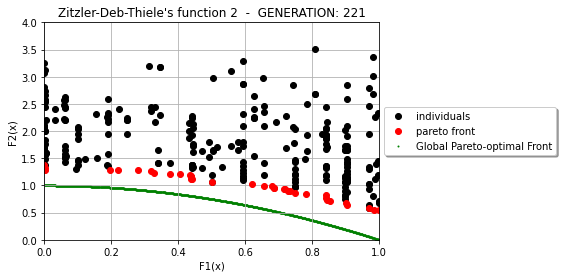 Zitzler-Deb-Thiele's function 2 - GENERATION: 221
4.0
3.5
3.0
2.5
2.0
1.5
1.0
0.5
0.0
F2(x)
0.0 0.2 0.4 0.6 0.8 1.0
F1(x)
individuals
pareto front
Global Pareto-optimal Front